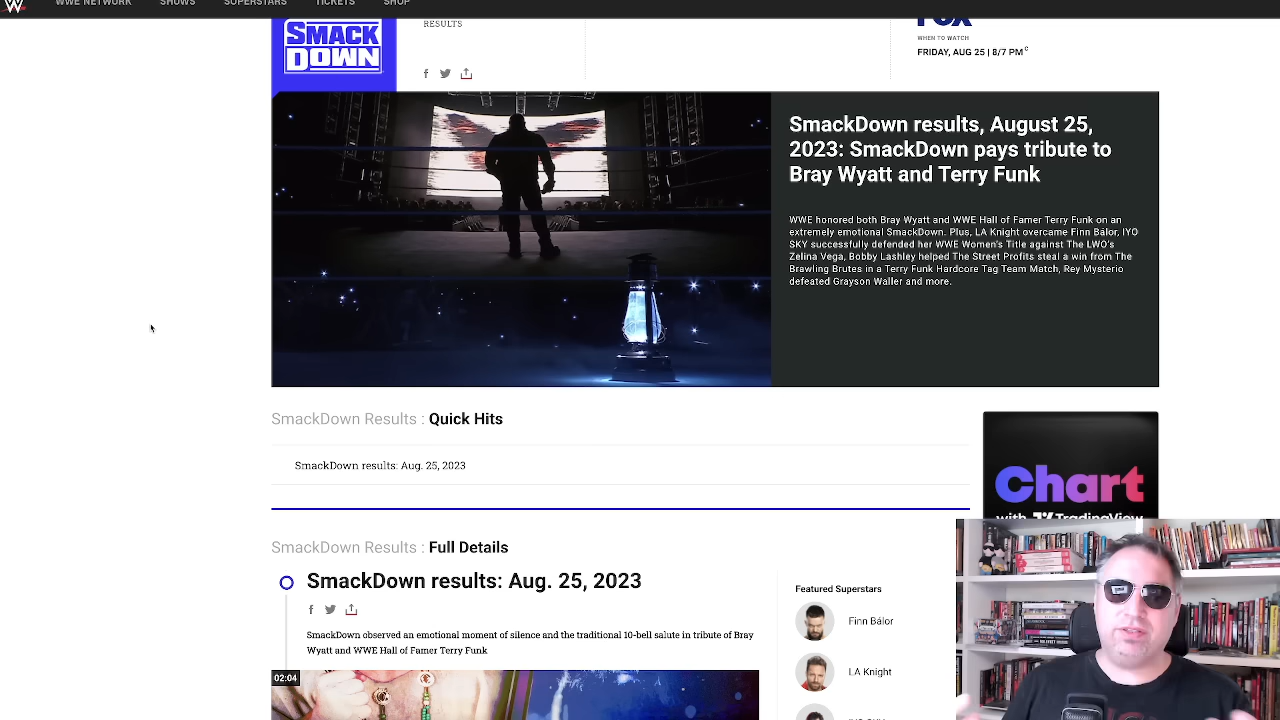 WWE NETWORK SHOWS SUPERSTARS TICKETS SHOP
SMACK
DOWN
RESULTS
FOX
WHEN TO WATCH
FRIDAY, AUG 25 | 8/7 PM C
SmackDown results, August 25,
2023: SmackDown pays tribute to
Bray Wyatt and Terry Funk
WWE honored both Bray Wyatt and WWE Hall of Famer Terry Funk on an
extremely emotional SmackDown. Plus, LA Knight overcame Finn Bálor, IYO
SKY successfully defended her WWE Women's Title against The LWO's
Zelina Vega, Bobby Lashley helped The Street Profits steal a win from The
Brawling Brutes in a Terry Funk Hardcore Tag Team Match, Rey Mysterio
defeated Grayson Waller and more.
SmackDown Results : Quick Hits
SmackDown results: Aug. 25, 2023
Chart
with TradingView
SmackDown Results : Full Details
SmackDown results: Aug. 25, 2023
SmackDown observed an emotional moment of silence and the traditional 10-bell salute in tribute of Bray
Wyatt and WWE Hall of Famer Terry Funk
02:04
Featured Superstars
Finn Bálor
LA Knight
IYO SKY